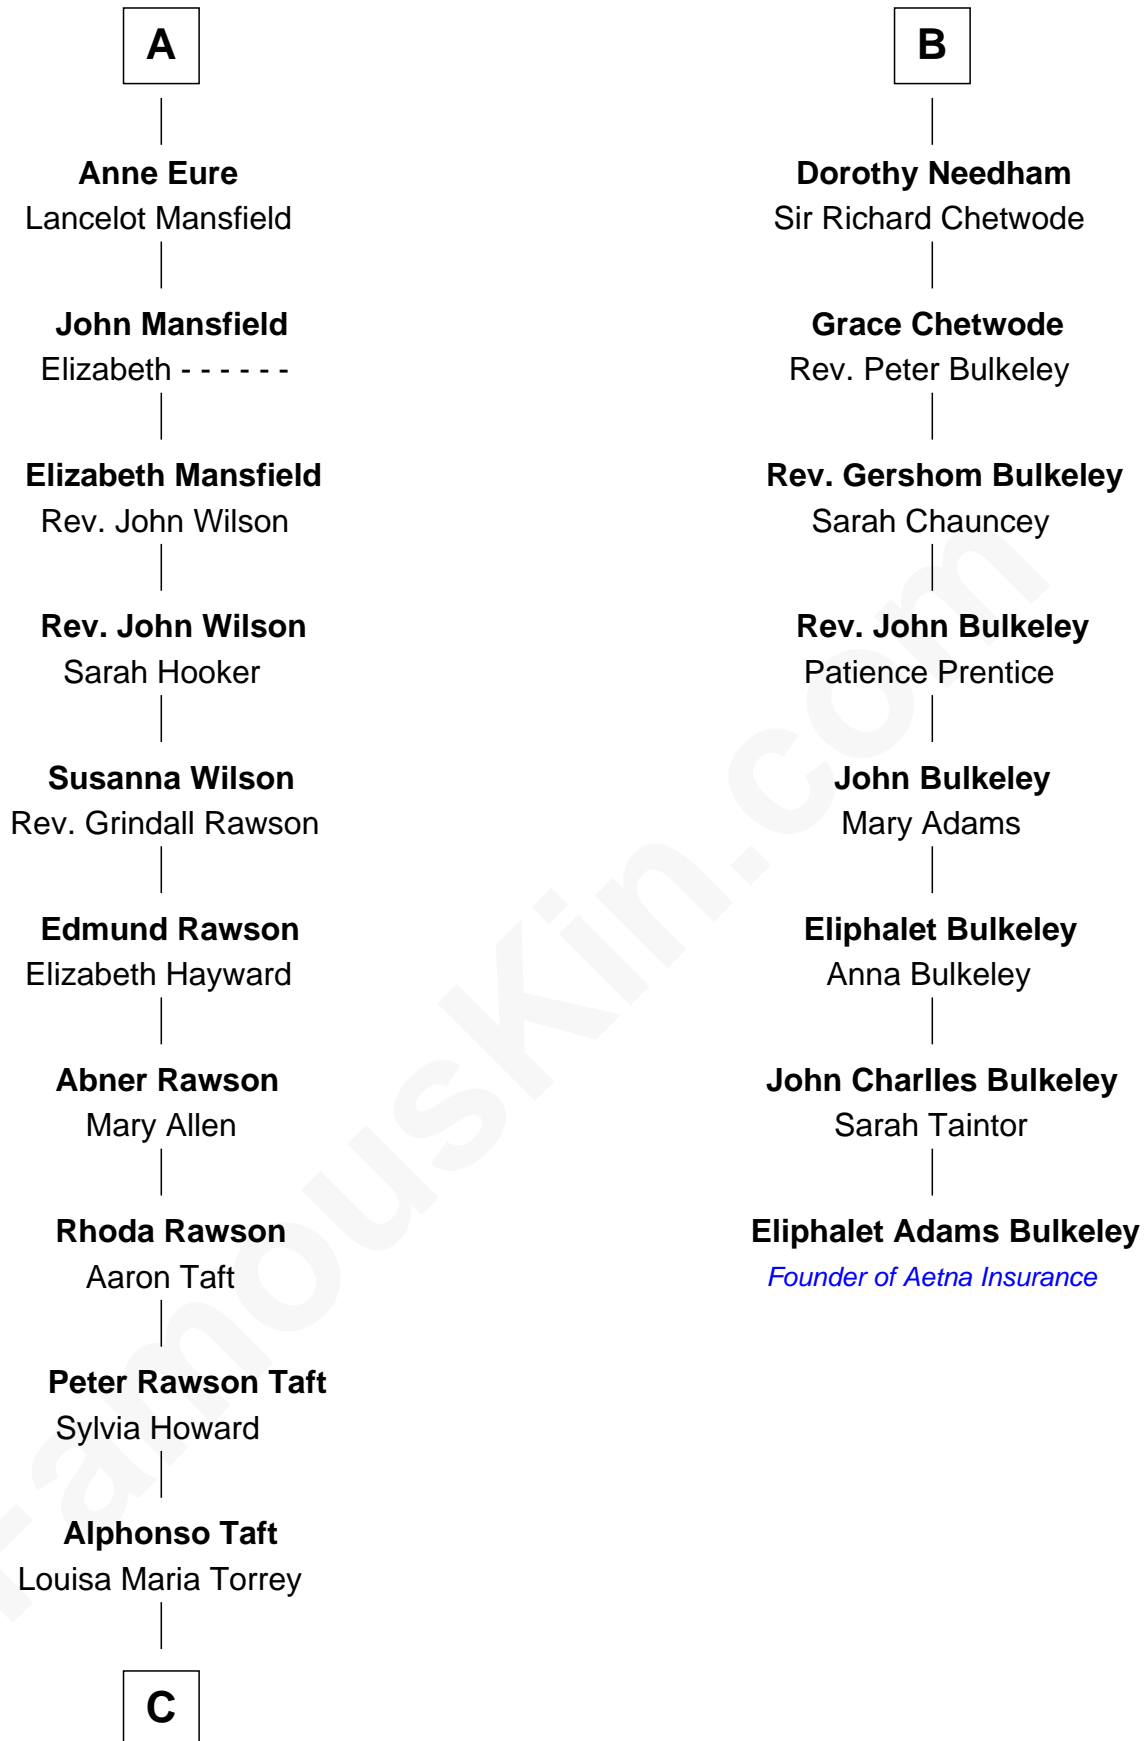 A
Anne Eure
Lancelot Mansfield
John Mansfield
Elizabeth - - - - - -
Elizabeth Mansfield
Rev. John Wilson
Rev. John Wilson
Sarah Hooker
Susanna Wilson
Rev. Grindall Rawson
Edmund Rawson
Elizabeth Hayward
Abner Rawson
Mary Allen
Rhoda Rawson
Aaron Taft
Peter Rawson Taft
Sylvia Howard
Alphonso Taft
Louisa Maria Torrey
C
B
Dorothy Needham
Sir Richard Chetwode
Grace Chetwode
Rev. Peter Bulkeley
Rev. Gershom Bulkeley
Sarah Chauncey
Rev. John Bulkeley
Patience Prentice
John Bulkeley
Mary Adams
Eliphalet Bulkeley
Anna Bulkeley
John Charlles Bulkeley
Sarah Taintor
Eliphalet Adams Bulkeley
Founder of Aetna Insurance
FamousKin.com